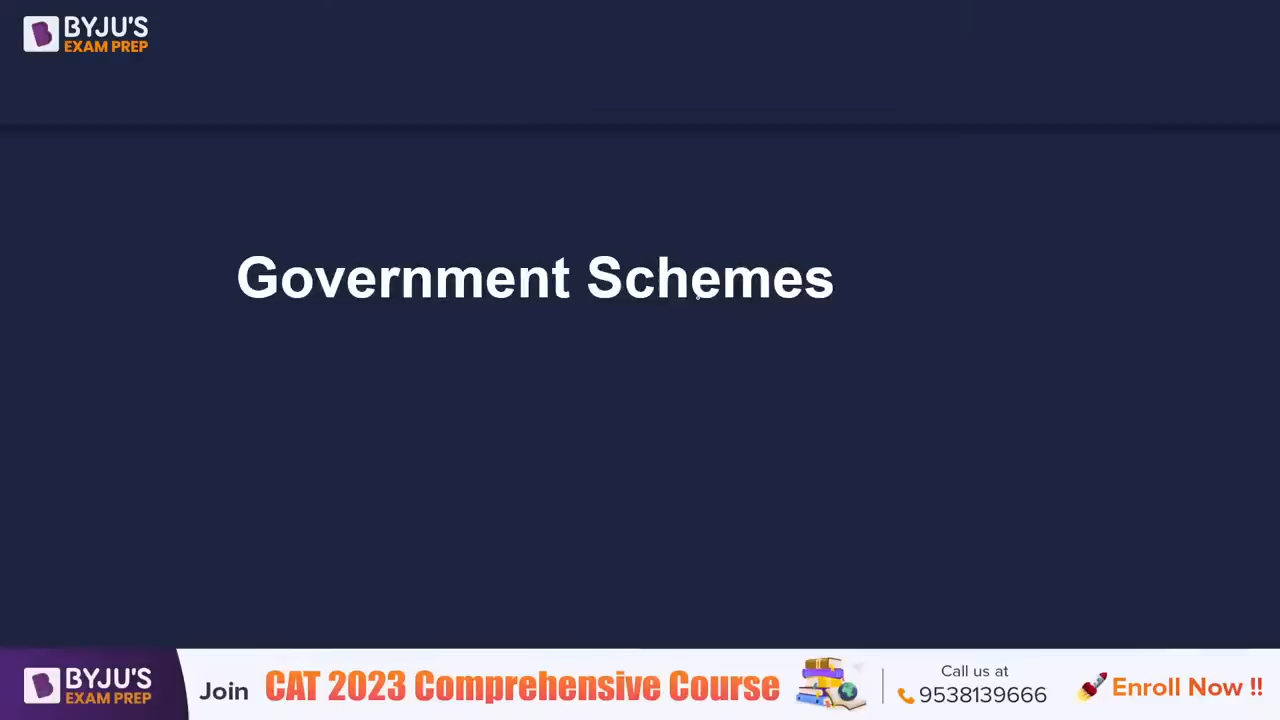 BYJU'S
EXAM PREP
Government Schemes
BYJU'S
EXAM PREP
Join CAT 2023 Comprehensive Course
Call us at
9538139666
Enroll Now !!